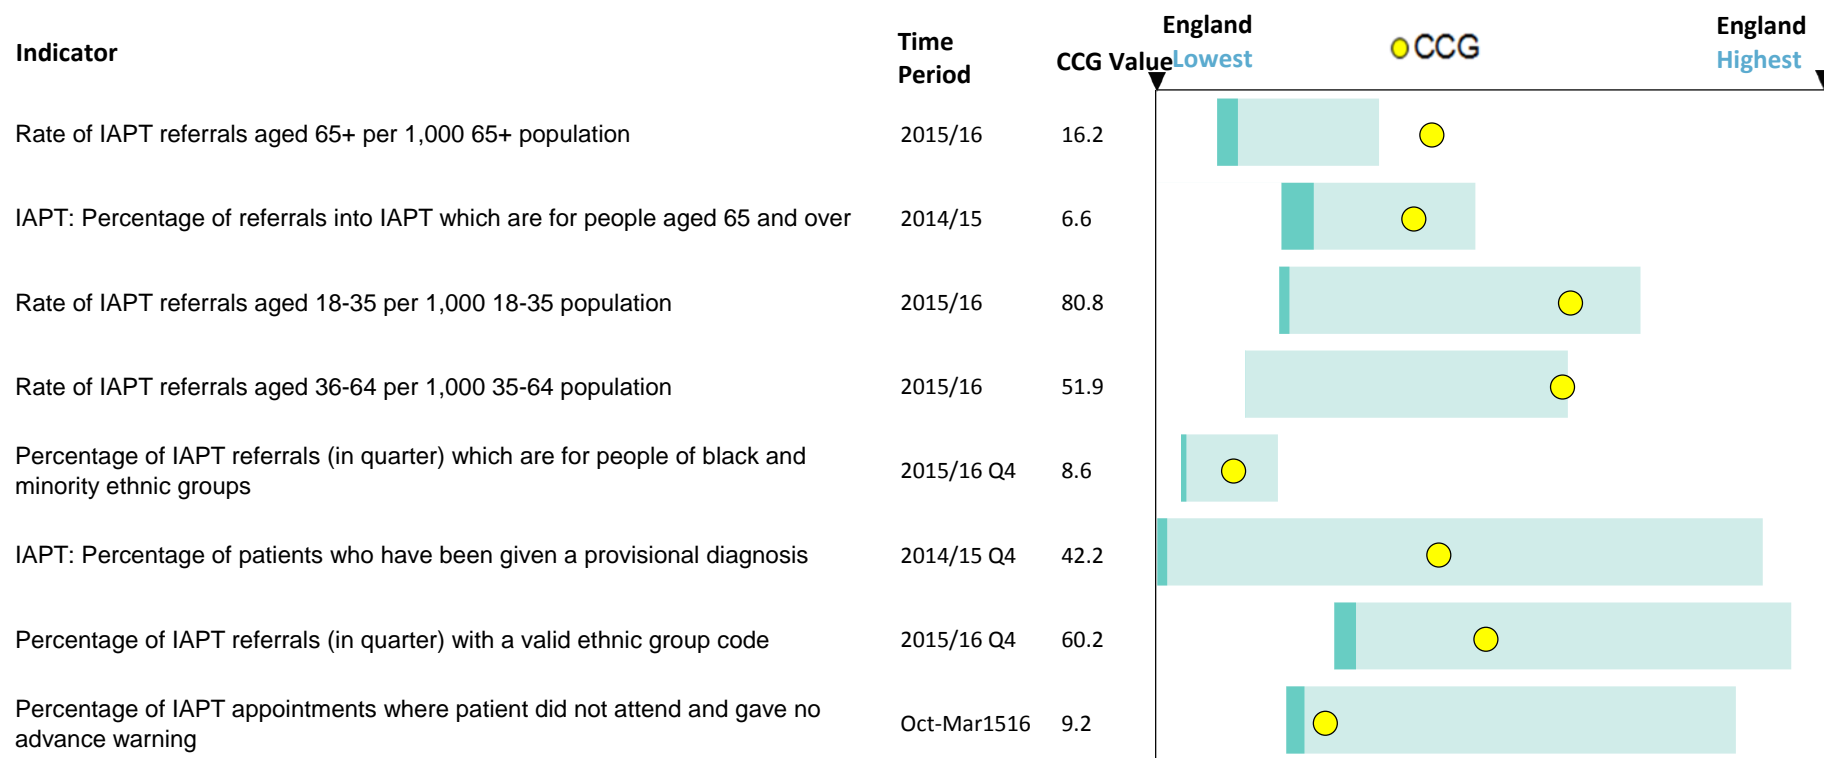 Indicator
Time
Period
CCG Value
England
Lowest
CCG
England
Highest
Rate of IAPT referrals aged 65+ per 1,000 65+ population 2015/16 16.2
IAPT: Percentage of referrals into IAPT which are for people aged 65 and over 2014/15 6.6
Rate of IAPT referrals aged 18-35 per 1,000 18-35 population 2015/16 80.8
Rate of IAPT referrals aged 36-64 per 1,000 35-64 population 2015/16 51.9
Percentage of IAPT referrals (in quarter) which are for people of black and
minority ethnic groups
2015/16 Q4 8.6
IAPT: Percentage of patients who have been given a provisional diagnosis 2014/15 Q4 42.2
Percentage of IAPT referrals (in quarter) with a valid ethnic group code 2015/16 Q4 60.2
Percentage of IAPT appointments where patient did not attend and gave no
advance warning
Oct-Mar1516 9.2